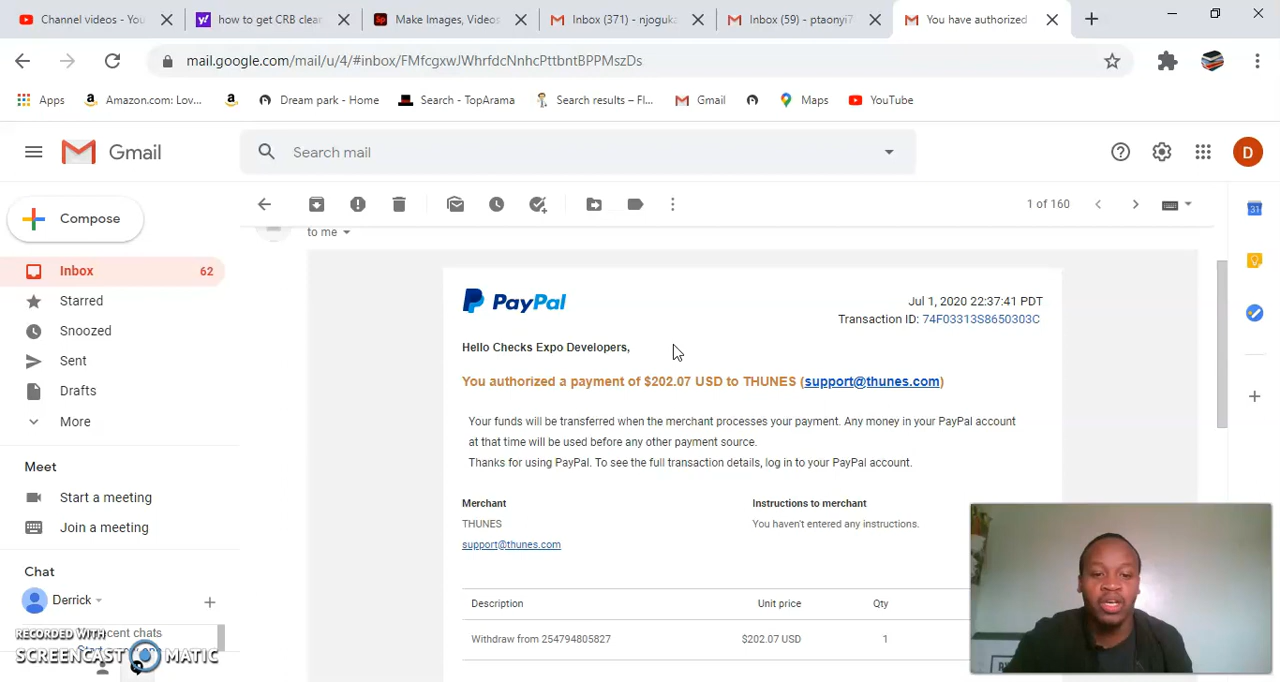 Channel videos - You
how to get CRB clear
Make Images, Videos
Inbox (371) - njoguka
Inbox (59) - ptaonyi7
You have authorized
mail.google.com/mail/u/4/#inbox/FMfcgxwJWhrfdcNnhcPttbntBPPMszDs
Apps
Amazon.com: Lov...
Dream park - Home
Search - TopArama
Search results – Fl...
Gmail
Maps
YouTube
Gmail
Search mail
D
Compose
1 of 160
Inbox 62
Starred
Snoozed
Sent
Drafts
More
Meet
Start a meeting
Join a meeting
Chat
Derrick
RECORDED WITH
SCREENCAST MATIC
to me
PayPal
Jul 1, 2020 22:37:41 PDT
Transaction ID: 74F03313S8650303C
Hello Checks Expo Developers,
You authorized a payment of $202.07 USD to THUNES (support@thunes.com)
Your funds will be transferred when the merchant processes your payment. Any money in your PayPal account
at that time will be used before any other payment source.
Thanks for using PayPal. To see the full transaction details, log in to your PayPal account.
Merchant
Instructions to merchant
THUNES
You haven't entered any instructions.
support@thunes.com
Description Unit price Qty
Withdraw from 254794805827 $202.07 USD 1
31